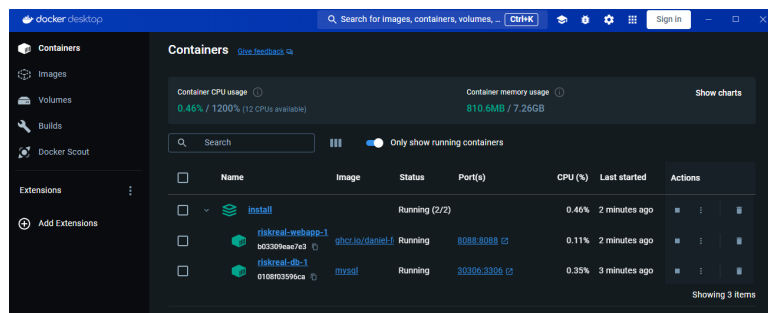 docker desktop
Search for images, containers, volumes, ... Ctrl+K
Sign in
Containers
Images
Volumes
Builds
Docker Scout
Extensions
Add Extensions
Containers Give feedback
Container CPU usage
0.46% / 1200% (12 CPUs available)
Container memory usage
810.6MB / 7.26GB
Show charts
Search
Only show running containers
Name Image Status Port(s) CPU (%) Last started Actions
install Running (2/2) 0.46% 2 minutes ago
riskreal-webapp-1
b03309eae7e3
ghcr.io/daniel-f Running 8088:8088 0.11% 2 minutes ago
riskreal-db-1
0108f03596ca
mysql Running 30306:3306 0.35% 3 minutes ago
Showing 3 items